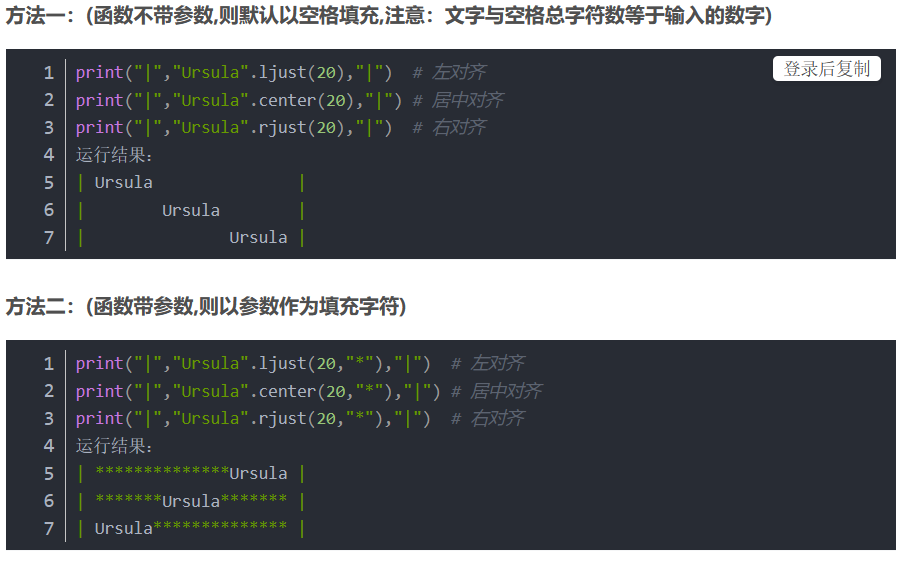 方法一：(函数不带参数,则默认以空格填充,注意：文字与空格总字符数等于输入的数字)
登录后复制
1 print("|","Ursula".ljust(20),"|")  # 左对齐
2 print("|","Ursula".center(20),"|") # 居中对齐
3 print("|","Ursula".rjust(20),"|")  # 右对齐
4 运行结果：
5 | Ursula               |
6 |        Ursula        |
7 |               Ursula |
方法二：(函数带参数,则以参数作为填充字符)
1 print("|","Ursula".ljust(20,"*"),"|")  # 左对齐
2 print("|","Ursula".center(20,"*"),"|") # 居中对齐
3 print("|","Ursula".rjust(20,"*"),"|")  # 右对齐
4 运行结果：
5 | **************Ursula |
6 | *******Ursula******* |
7 | Ursula************** |